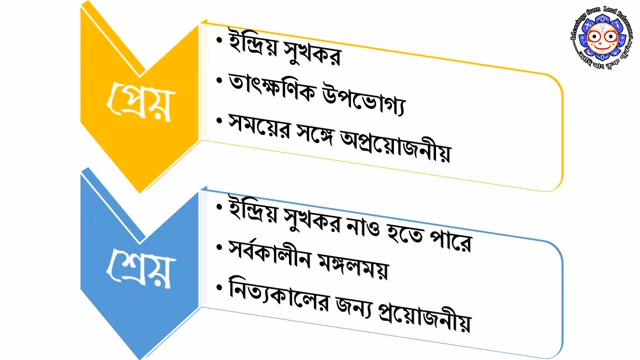 প্রেয়
• ইন্দ্রিয় সুখকর
• তাৎক্ষণিক উপভোগ্য
• সময়ের সঙ্গে অপ্রয়োজনীয়
শ্রেয়
• ইন্দ্রিয় সুখকর নাও হতে পারে
• সর্বকালীন মঙ্গলময়
• নিত্যকালের জন্য প্রয়োজনীয়